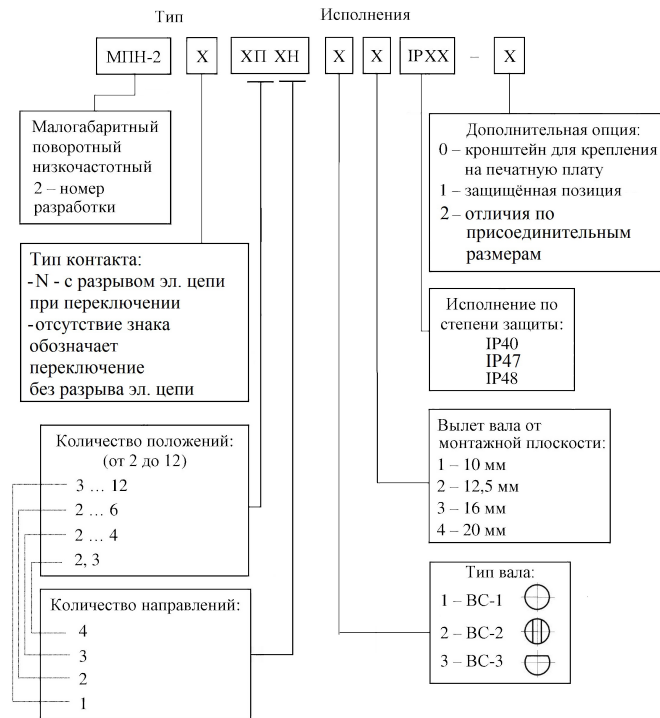 Тип
Исполнения
МПН-2 Х ХП ХН Х Х IPXX – Х
Малогабаритный
поворотный
низкочастотный
2 – номер
разработки
Дополнительная опция:
0 – кронштейн для крепления
на печатную плату
1 – защищённая позиция
2 – отличия по
присоединительным
размерам
Тип контакта:
-N - с разрывом эл. цепи
при переключении
-отсутствие знака
обозначает
переключение
без разрыва эл. цепи
Исполнение по
степени защиты:
IP40
IP47
IP48
Количество положений:
(от 2 до 12)
3 ... 12
2 ... 6
2 ... 4
2, 3
Вылет вала от
монтажной плоскости:
1 – 10 мм
2 – 12,5 мм
3 – 16 мм
4 – 20 мм
Количество направлений:
4
3
2
1
Тип вала:
1 – ВС-1
2 – ВС-2
3 – ВС-3